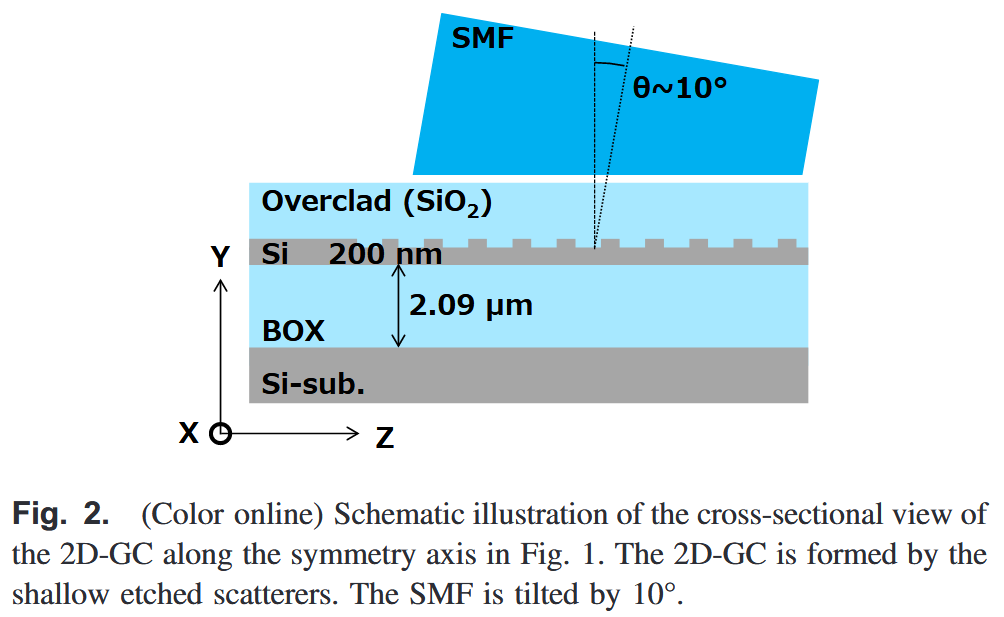 SMF
θ~10°
Overclad (SiO₂)
Y
Si 200 nm
2.09 μm
BOX
Si-sub.
X
Z
Fig. 2. (Color online) Schematic illustration of the cross-sectional view of
the 2D-GC along the symmetry axis in Fig. 1. The 2D-GC is formed by the
shallow etched scatterers. The SMF is tilted by 10°.